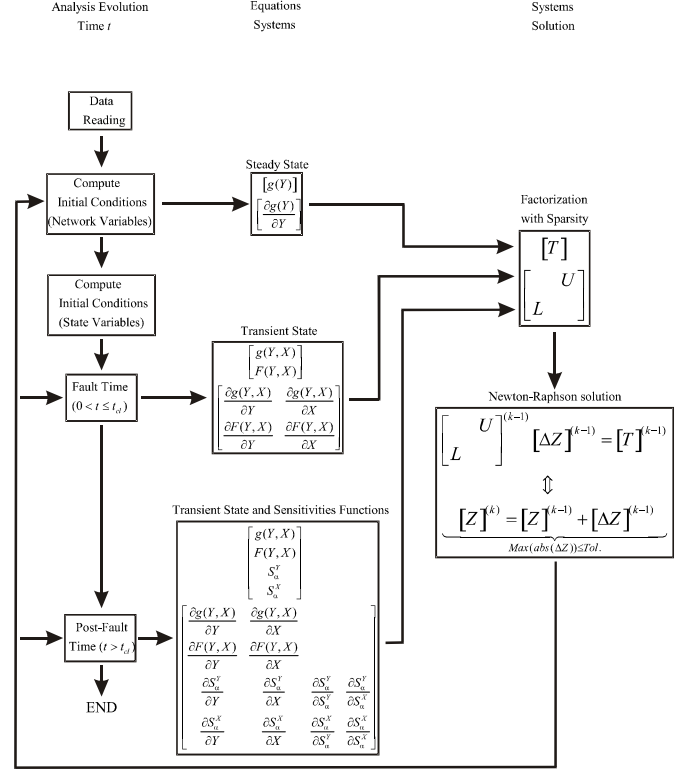 Analysis Evolution
Time t
Equations
Systems
Systems
Solution
Data
Reading
Compute
Initial Conditions
(Network Variables)
Compute
Initial Conditions
(State Variables)
Fault Time
(0 < t ≤ t_cl)
Post-Fault
Time (t > t_cl)
END
Steady State
[g(Y)]
[∂g(Y)/∂Y]
Transient State
[g(Y,X)
F(Y,X)]
[∂g(Y,X)/∂Y ∂g(Y,X)/∂X
∂F(Y,X)/∂Y ∂F(Y,X)/∂X]
Transient State and Sensitivities Functions
[g(Y,X)
F(Y,X)
S_α^Y
S_α^X]
[∂g(Y,X)/∂Y ∂g(Y,X)/∂X
∂F(Y,X)/∂Y ∂F(Y,X)/∂X
∂S_α^Y/∂Y ∂S_α^Y/∂X ∂S_α^Y/∂S_α^Y ∂S_α^Y/∂S_α^X
∂S_α^X/∂Y ∂S_α^X/∂X ∂S_α^X/∂S_α^Y ∂S_α^X/∂S_α^X]
Factorization
with Sparsity
[T]
[U
L]
Newton-Raphson solution
[U
L]^(k-1) [ΔZ]^(k-1) = [T]^(k-1)
⇕
[Z]^(k) = [Z]^(k-1) + [ΔZ]^(k-1)
Max(abs(ΔZ))≤Tol.